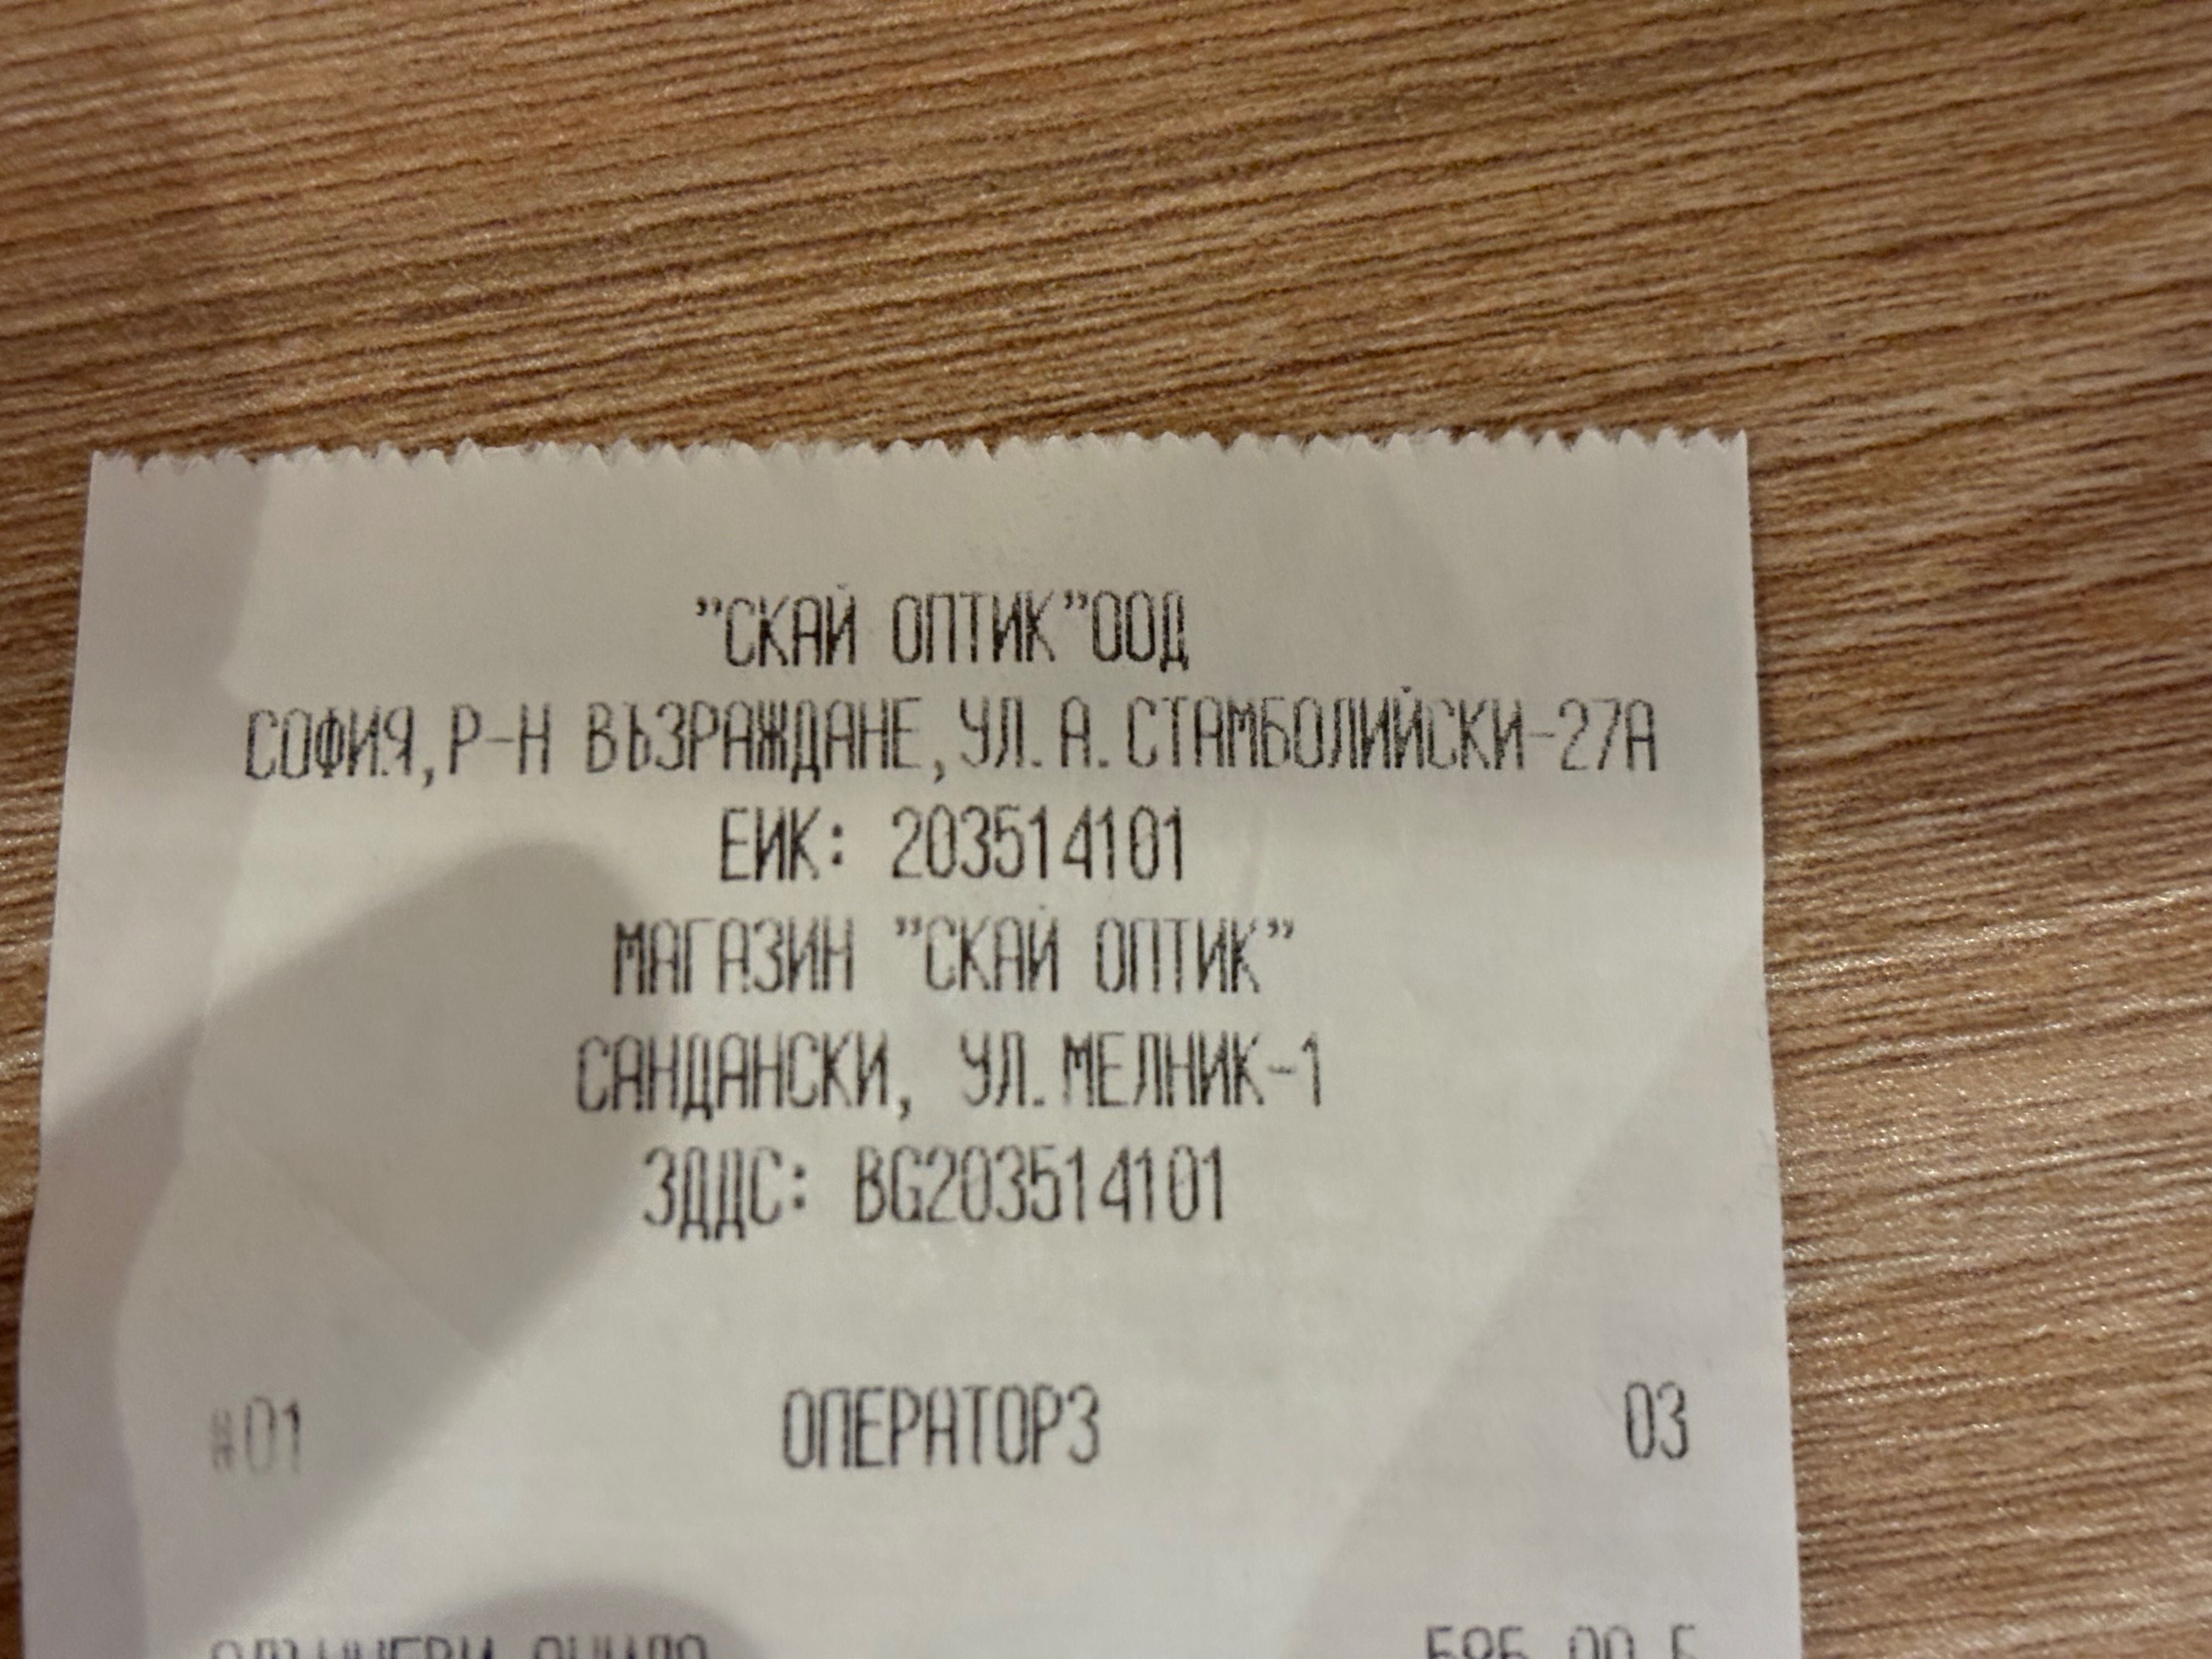 "СКАЙ ОПТИК"ООД
СОФИЯ,Р-Н ВЪЗРАЖДАНЕ,УЛ.А.СТАМБОЛИЙСКИ-27А
ЕИК: 203514101
МАГАЗИН "СКАЙ ОПТИК"
САНДАНСКИ, УЛ.МЕЛНИК-1
ЗДДС: BG203514101
#01 ОПЕРАТОР3 03